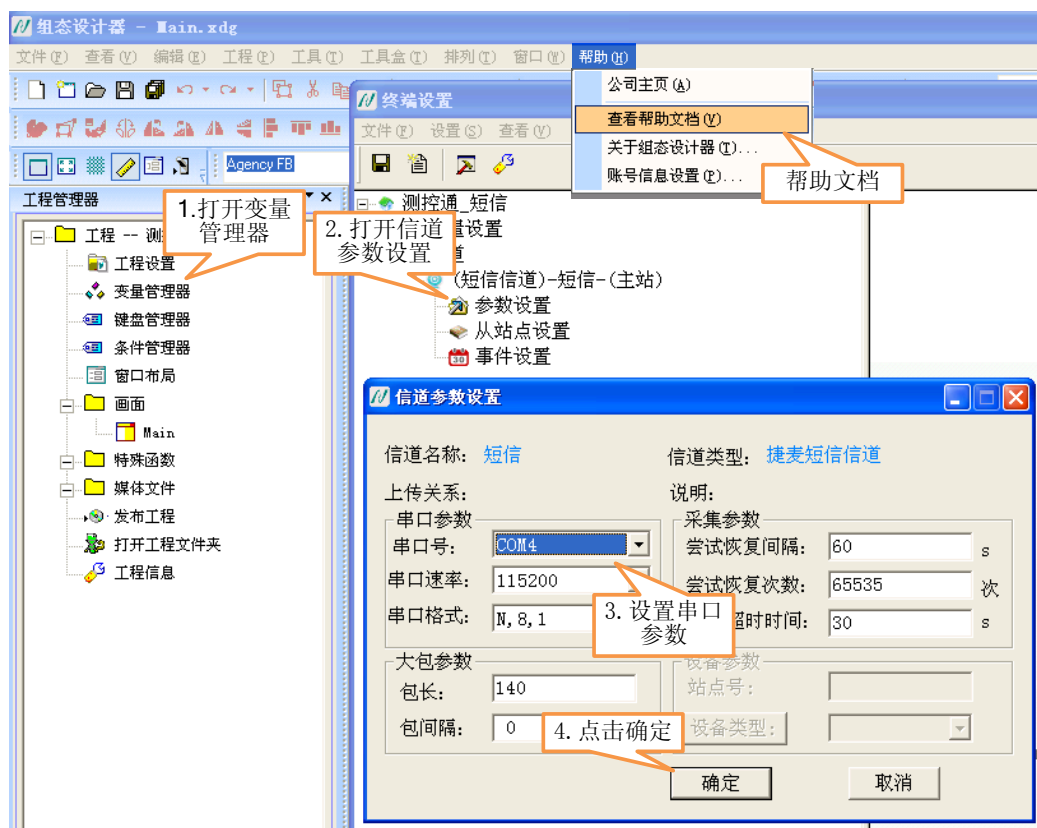 组态设计器 - Main.xdg
文件(F) 查看(V) 编辑(E) 工程(P) 工具(T) 工具盒(T) 排列(T) 窗口(W) 帮助(H)
公司主页(A)
查看帮助文档(V)
关于组态设计器(I)...
账号信息设置(P)...
帮助文档
Agency FB
终端设置
文件(F) 设置(S) 查看(V)
工程管理器
1.打开变量
管理器
工程 -- 测
工程设置
变量管理器
键盘管理器
条件管理器
窗口布局
画面
Main
特殊函数
媒体文件
发布工程
打开工程文件夹
工程信息
测控通_短信
2.打开信道
参数设置
量设置
道
(短信信道)-短信-(主站)
参数设置
从站点设置
事件设置
信道参数设置
信道名称: 短信
信道类型: 捷麦短信信道
上传关系:
说明:
串口参数
串口号: COM4
串口速率: 115200
串口格式: N,8,1
采集参数
尝试恢复间隔: 60 s
尝试恢复次数: 65535 次
超时时间: 30 s
3.设置串口
参数
大包参数
包长: 140
包间隔: 0
设备参数
站点号:
设备类型:
4.点击确定
确定 取消